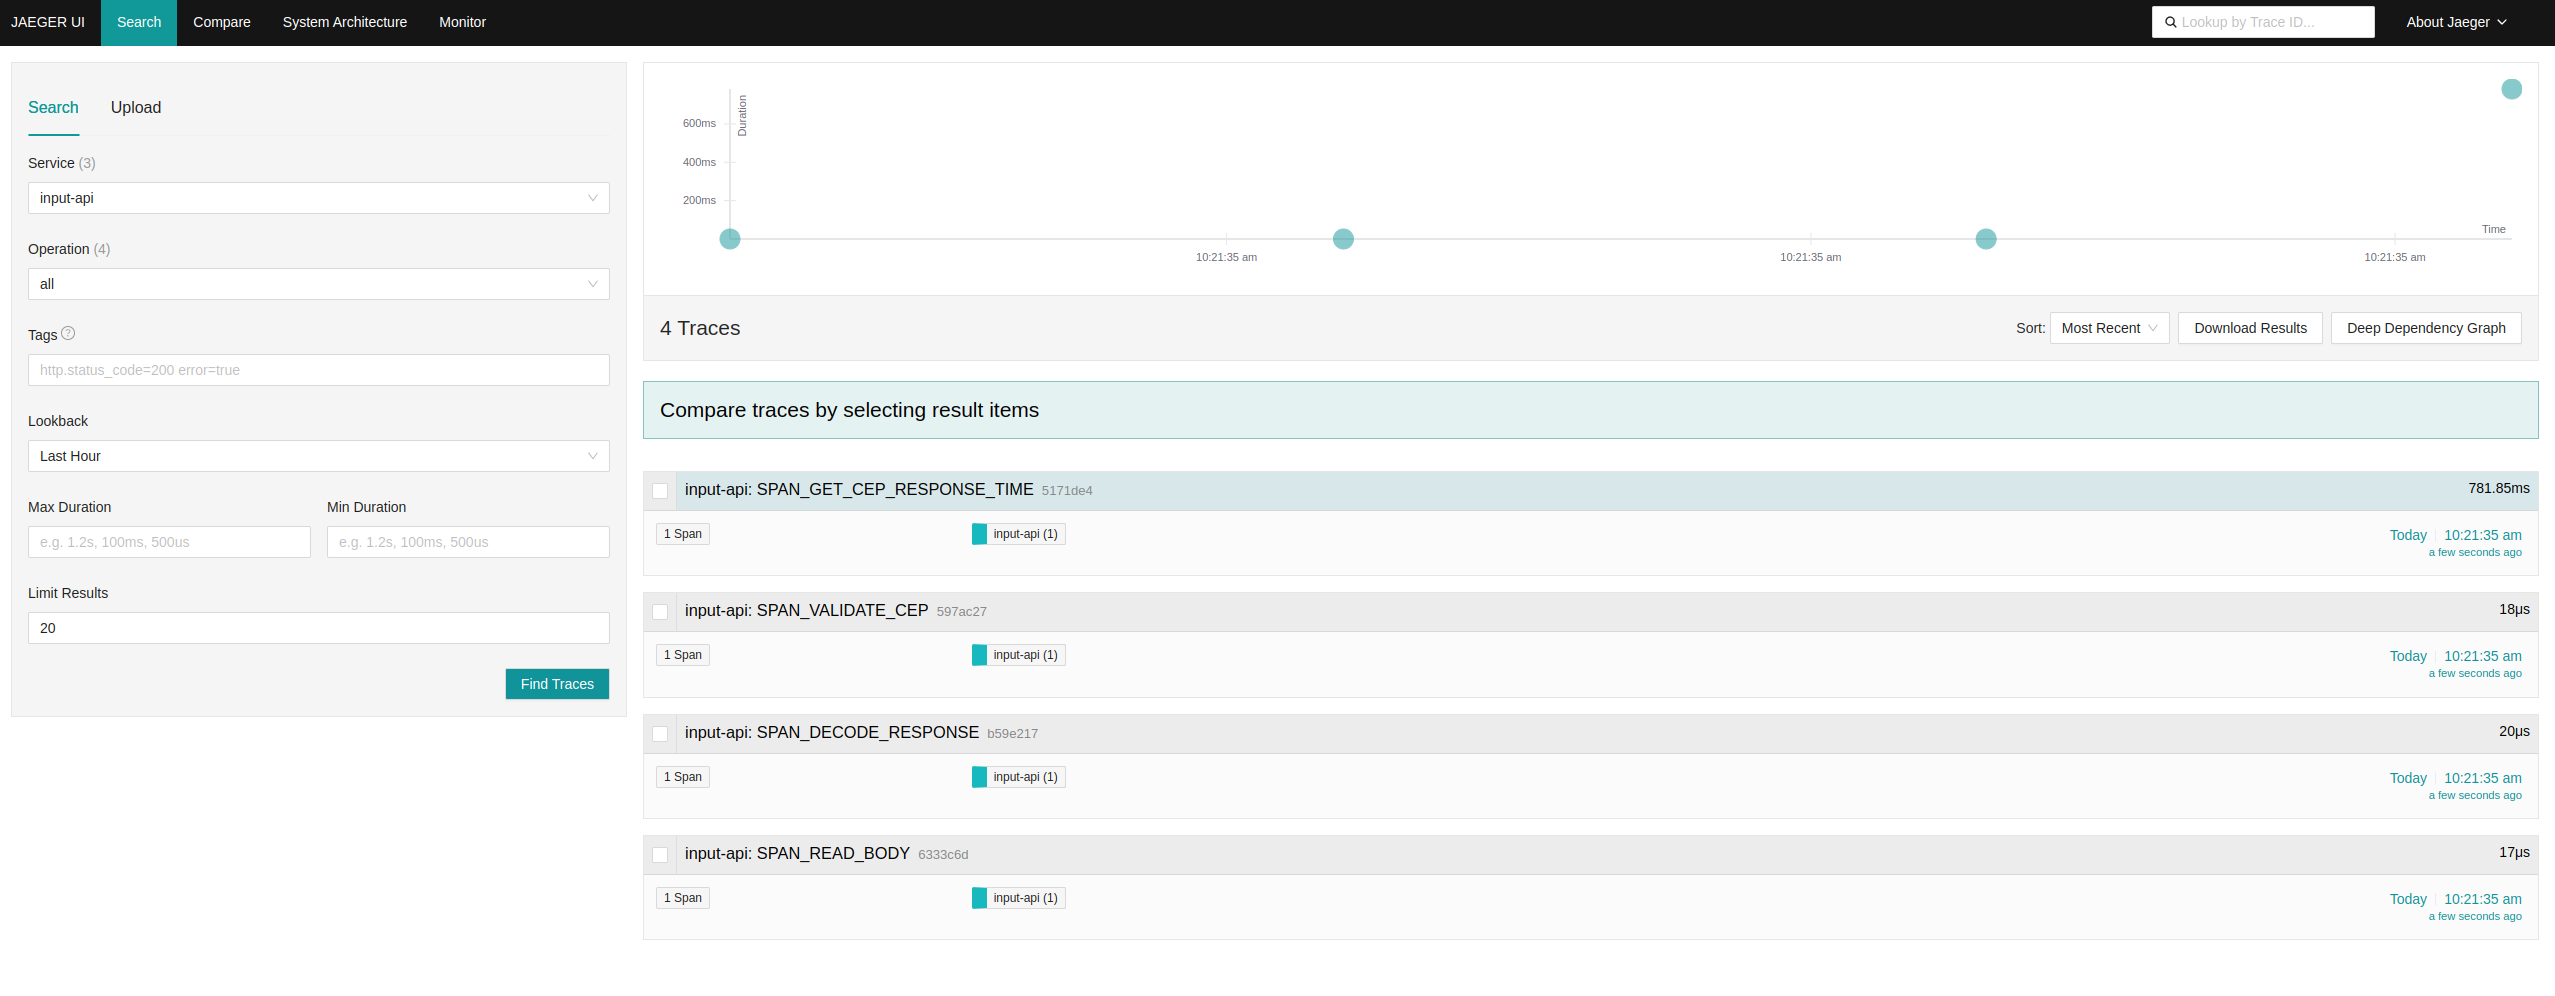 JAEGER UI Search Compare System Architecture Monitor Lookup by Trace ID... About Jaeger
Search Upload
Service (3)
input-api
Operation (4)
all
Tags ?
http.status_code=200 error=true
Lookback
Last Hour
Max Duration Min Duration
e.g. 1.2s, 100ms, 500us e.g. 1.2s, 100ms, 500us
Limit Results
20
Find Traces
Duration
600ms
400ms
200ms
Time
10:21:35 am 10:21:35 am 10:21:35 am
4 Traces Sort: Most Recent Download Results Deep Dependency Graph
Compare traces by selecting result items
input-api: SPAN_GET_CEP_RESPONSE_TIME 5171de4 781.85ms
1 Span input-api (1) Today 10:21:35 am
a few seconds ago
input-api: SPAN_VALIDATE_CEP 597ac27 18μs
1 Span input-api (1) Today 10:21:35 am
a few seconds ago
input-api: SPAN_DECODE_RESPONSE b59e217 20μs
1 Span input-api (1) Today 10:21:35 am
a few seconds ago
input-api: SPAN_READ_BODY 6333c6d 17μs
1 Span input-api (1) Today 10:21:35 am
a few seconds ago